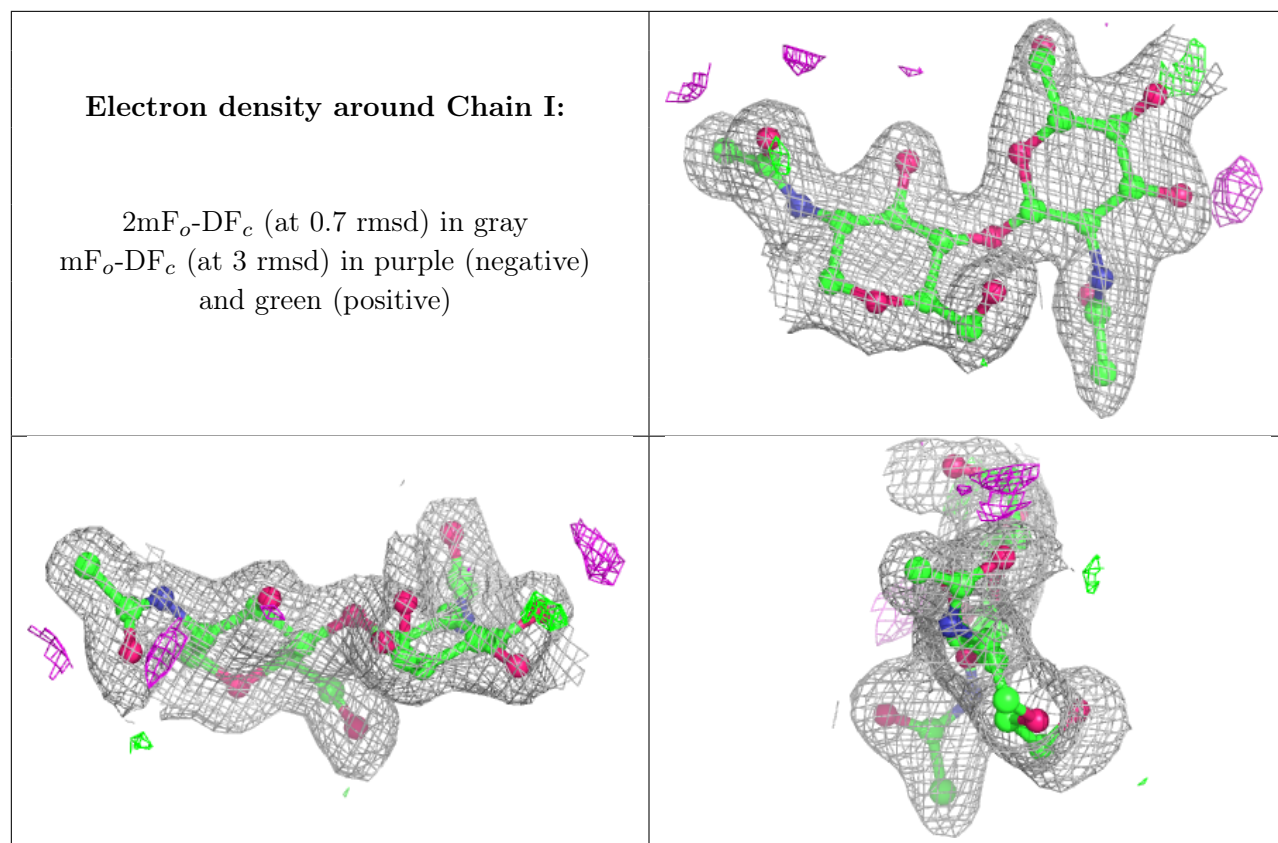 Electron density around Chain I:
2mFₒ-DF𝒸 (at 0.7 rmsd) in gray
mFₒ-DF𝒸 (at 3 rmsd) in purple (negative)
and green (positive)